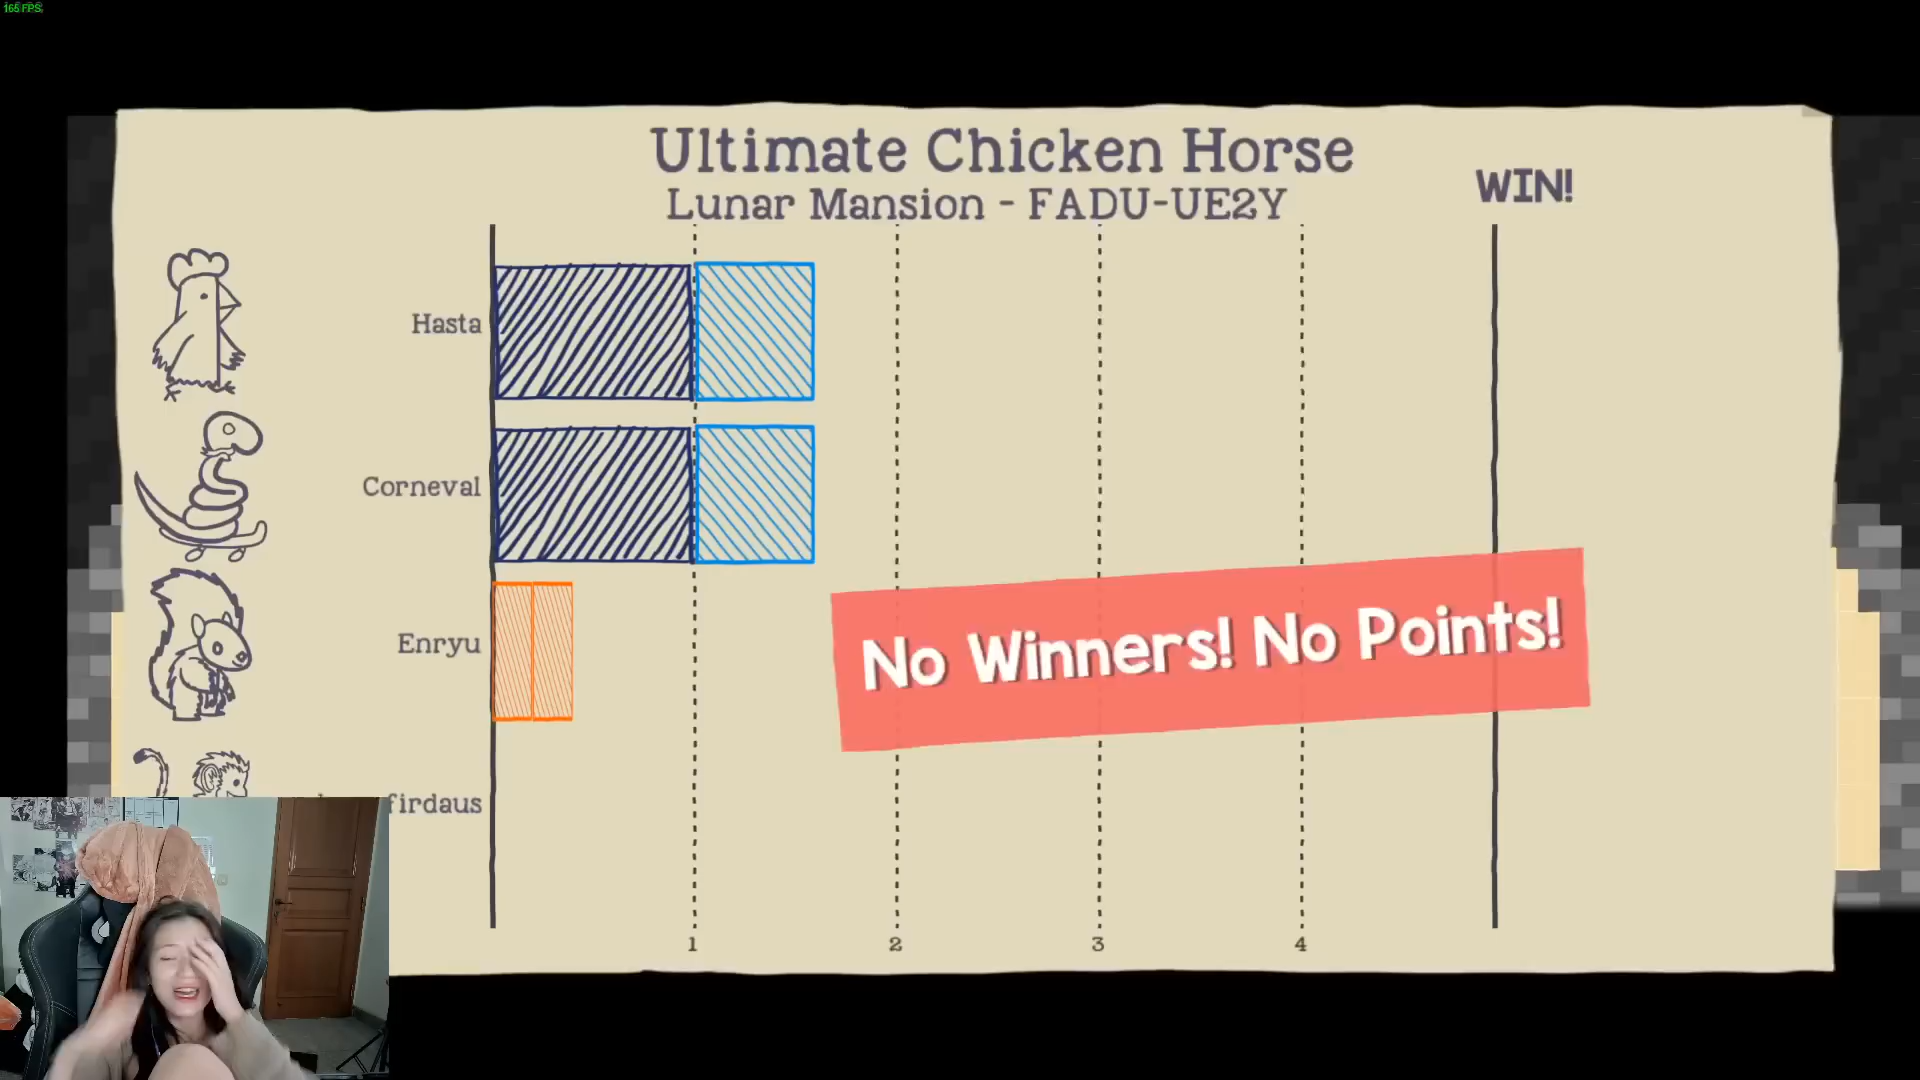 165 FPS
Ultimate Chicken Horse
Lunar Mansion - FADU-UE2Y
WIN!
Hasta
Corneval
Enryu
No Winners! No Points!
firdaus
1
2
3
4